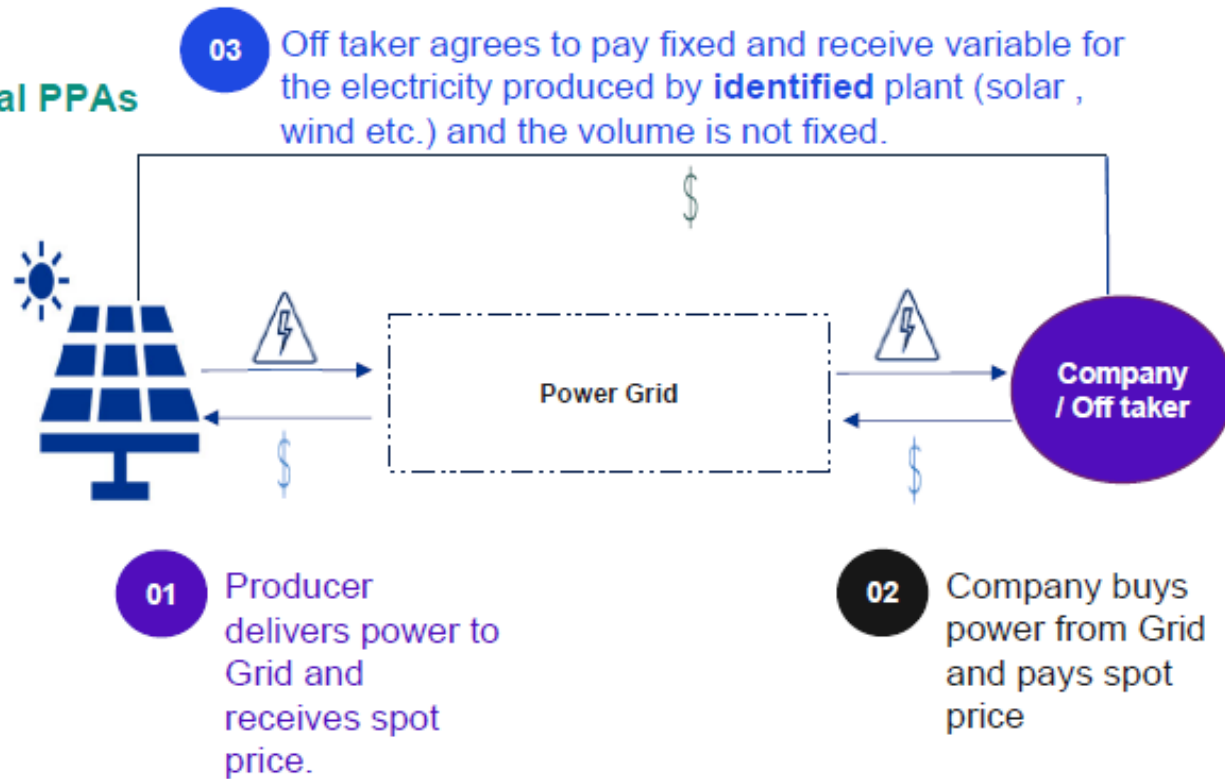 03
Off taker agrees to pay fixed and receive variable for
the electricity produced by identified plant (solar ,
wind etc.) and the volume is not fixed.
al PPAs
$
Power Grid
Company
/ Off taker
$
$
01
Producer
delivers power to
Grid and
receives spot
price.
02
Company buys
power from Grid
and pays spot
price